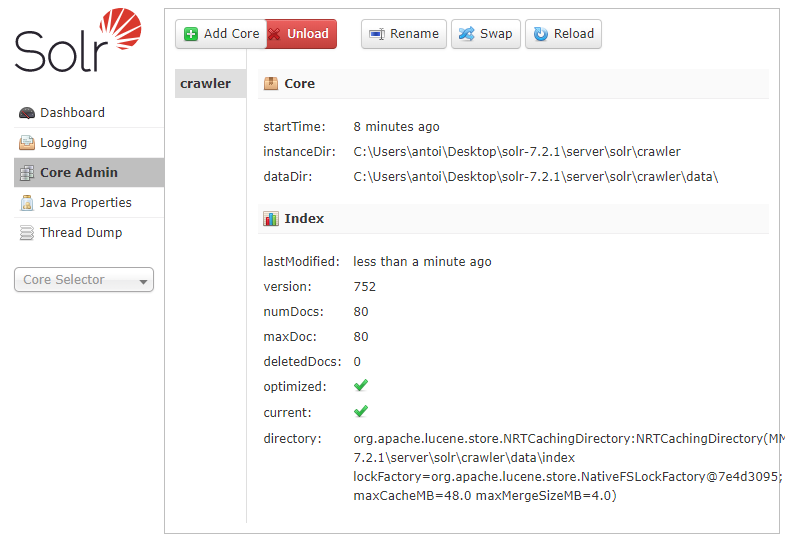 Solr
Dashboard
Logging
Core Admin
Java Properties
Thread Dump
Core Selector
Add Core Unload Rename Swap Reload
crawler
Core
startTime: 8 minutes ago
instanceDir: C:\Users\antoi\Desktop\solr-7.2.1\server\solr\crawler
dataDir: C:\Users\antoi\Desktop\solr-7.2.1\server\solr\crawler\data\
Index
lastModified: less than a minute ago
version: 752
numDocs: 80
maxDoc: 80
deletedDocs: 0
optimized:
current:
directory: org.apache.lucene.store.NRTCachingDirectory:NRTCachingDirectory(MM
7.2.1\server\solr\crawler\data\index
lockFactory=org.apache.lucene.store.NativeFSLockFactory@7e4d3095;
maxCacheMB=48.0 maxMergeSizeMB=4.0)